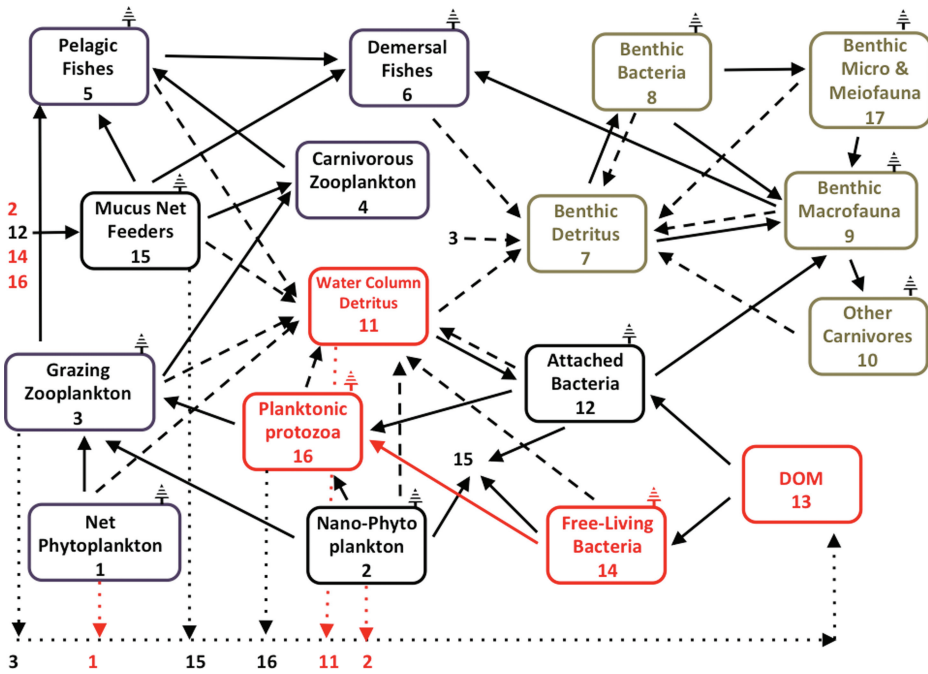 Pelagic
Fishes
5
Demersal
Fishes
6
Benthic
Bacteria
8
Benthic
Micro &
Meiofauna
17
Carnivorous
Zooplankton
4
2
12
14
16
Mucus Net
Feeders
15
3
Benthic
Detritus
7
Benthic
Macrofauna
9
Water Column
Detritus
11
Other
Carnivores
10
Grazing
Zooplankton
3
Attached
Bacteria
12
Planktonic
protozoa
16
15
DOM
13
Net
Phytoplankton
1
Nano-Phyto
plankton
2
Free-Living
Bacteria
14
3
1
15
16
11
2